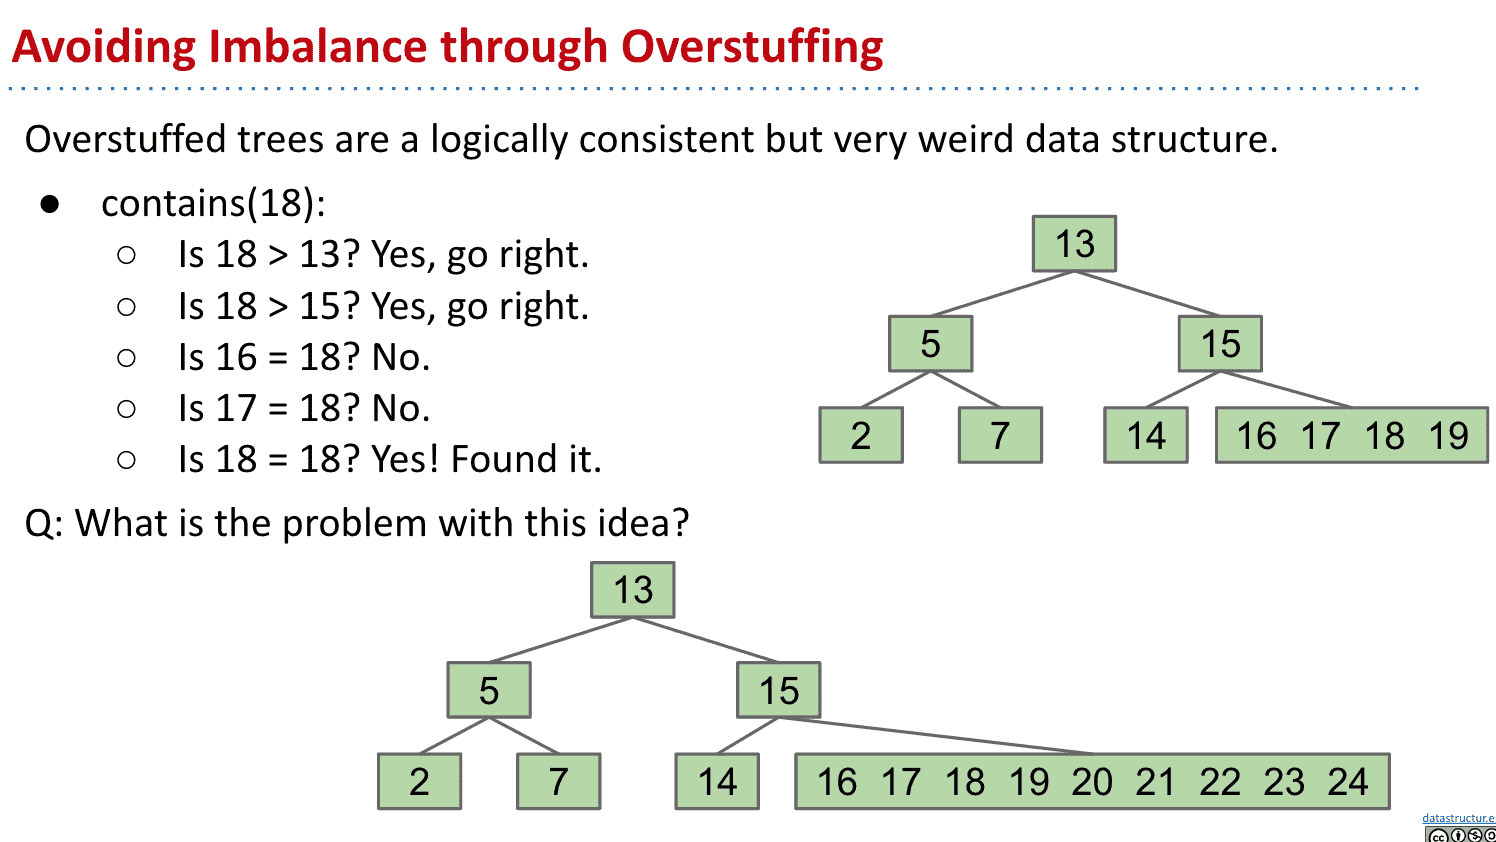 Avoiding Imbalance through Overstuffing
Overstuffed trees are a logically consistent but very weird data structure.
● contains(18):
○ Is 18 > 13? Yes, go right.
○ Is 18 > 15? Yes, go right.
○ Is 16 = 18? No.
○ Is 17 = 18? No.
○ Is 18 = 18? Yes! Found it.
13
5 15
2 7 14 16 17 18 19
Q: What is the problem with this idea?
13
5 15
2 7 14 16 17 18 19 20 21 22 23 24
datastructur.e